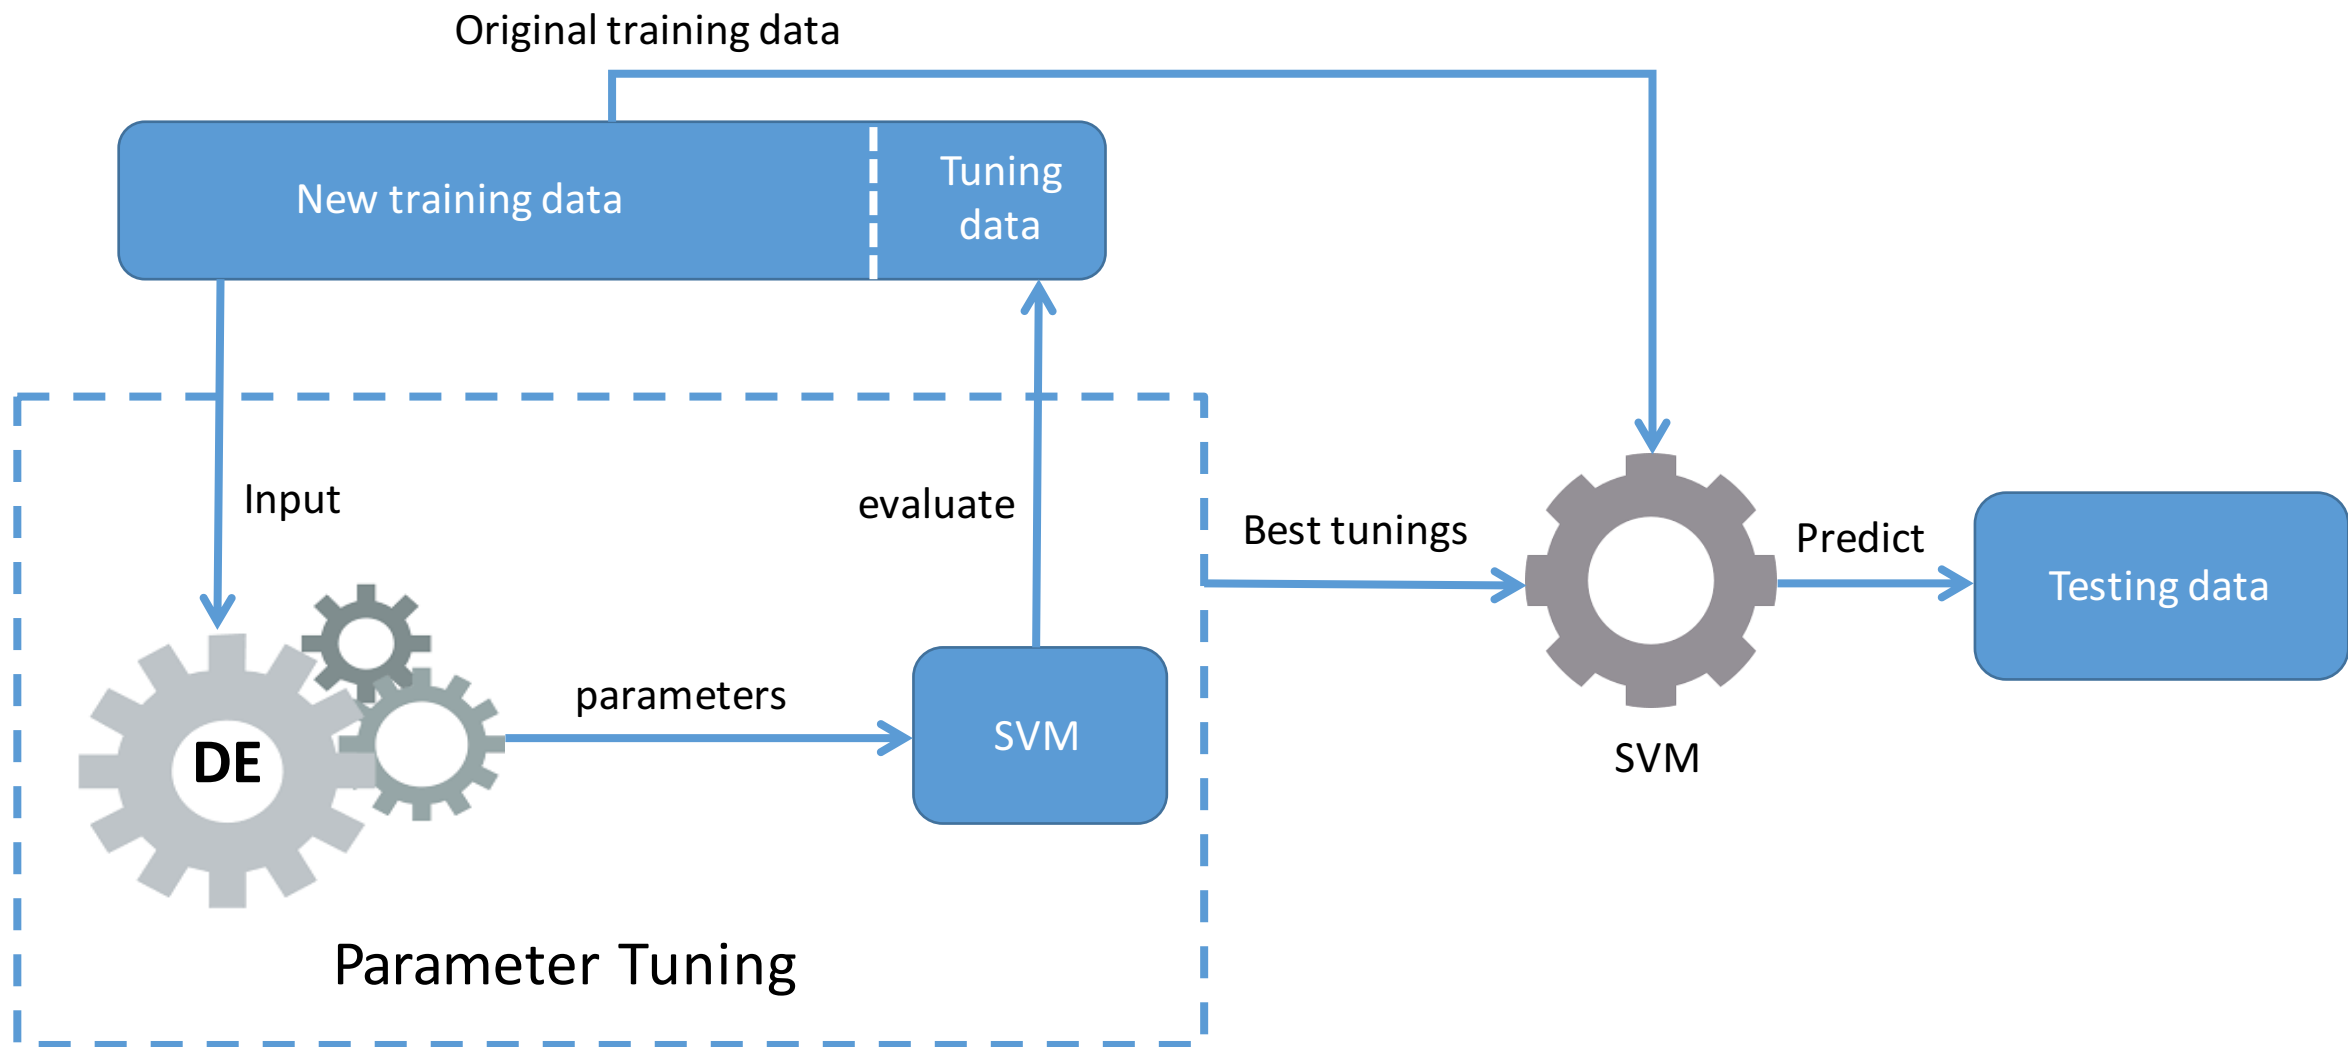 Original training data
New training data
Tuning
data
Input
evaluate
Best tunings
Predict
Testing data
parameters
SVM
DE
SVM
Parameter Tuning